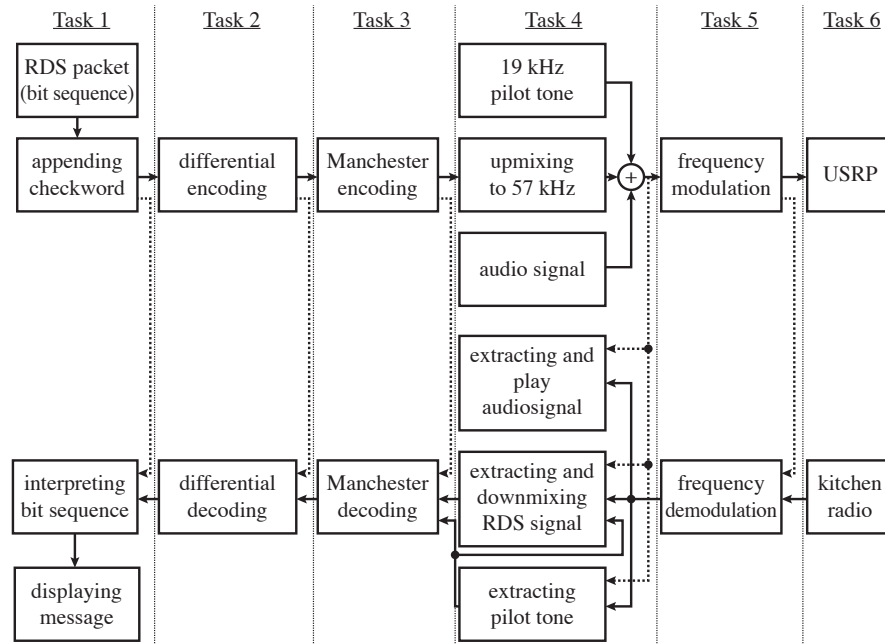 Task 1
Task 2
Task 3
Task 4
Task 5
Task 6
RDS packet
(bit sequence)
19 kHz
pilot tone
appending
checkword
differential
encoding
Manchester
encoding
upmixing
to 57 kHz
+
frequency
modulation
USRP
audio signal
extracting and
play
audiosignal
interpreting
bit sequence
differential
decoding
Manchester
decoding
extracting and
downmixing
RDS signal
frequency
demodulation
kitchen
radio
displaying
message
extracting
pilot tone